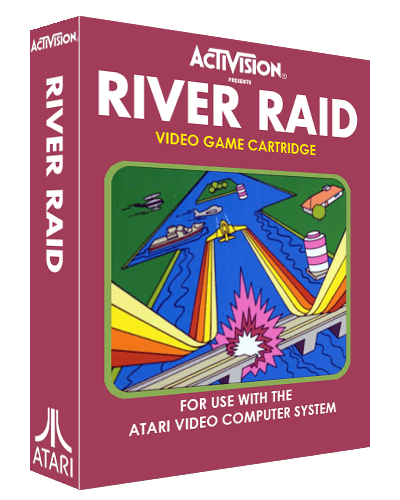 ACTIVISION®
RIVER RAID
ATARI
ACTIVISION®
PRESENTS
RIVER RAID
VIDEO GAME CARTRIDGE
FOR USE WITH THE
ATARI VIDEO COMPUTER SYSTEM